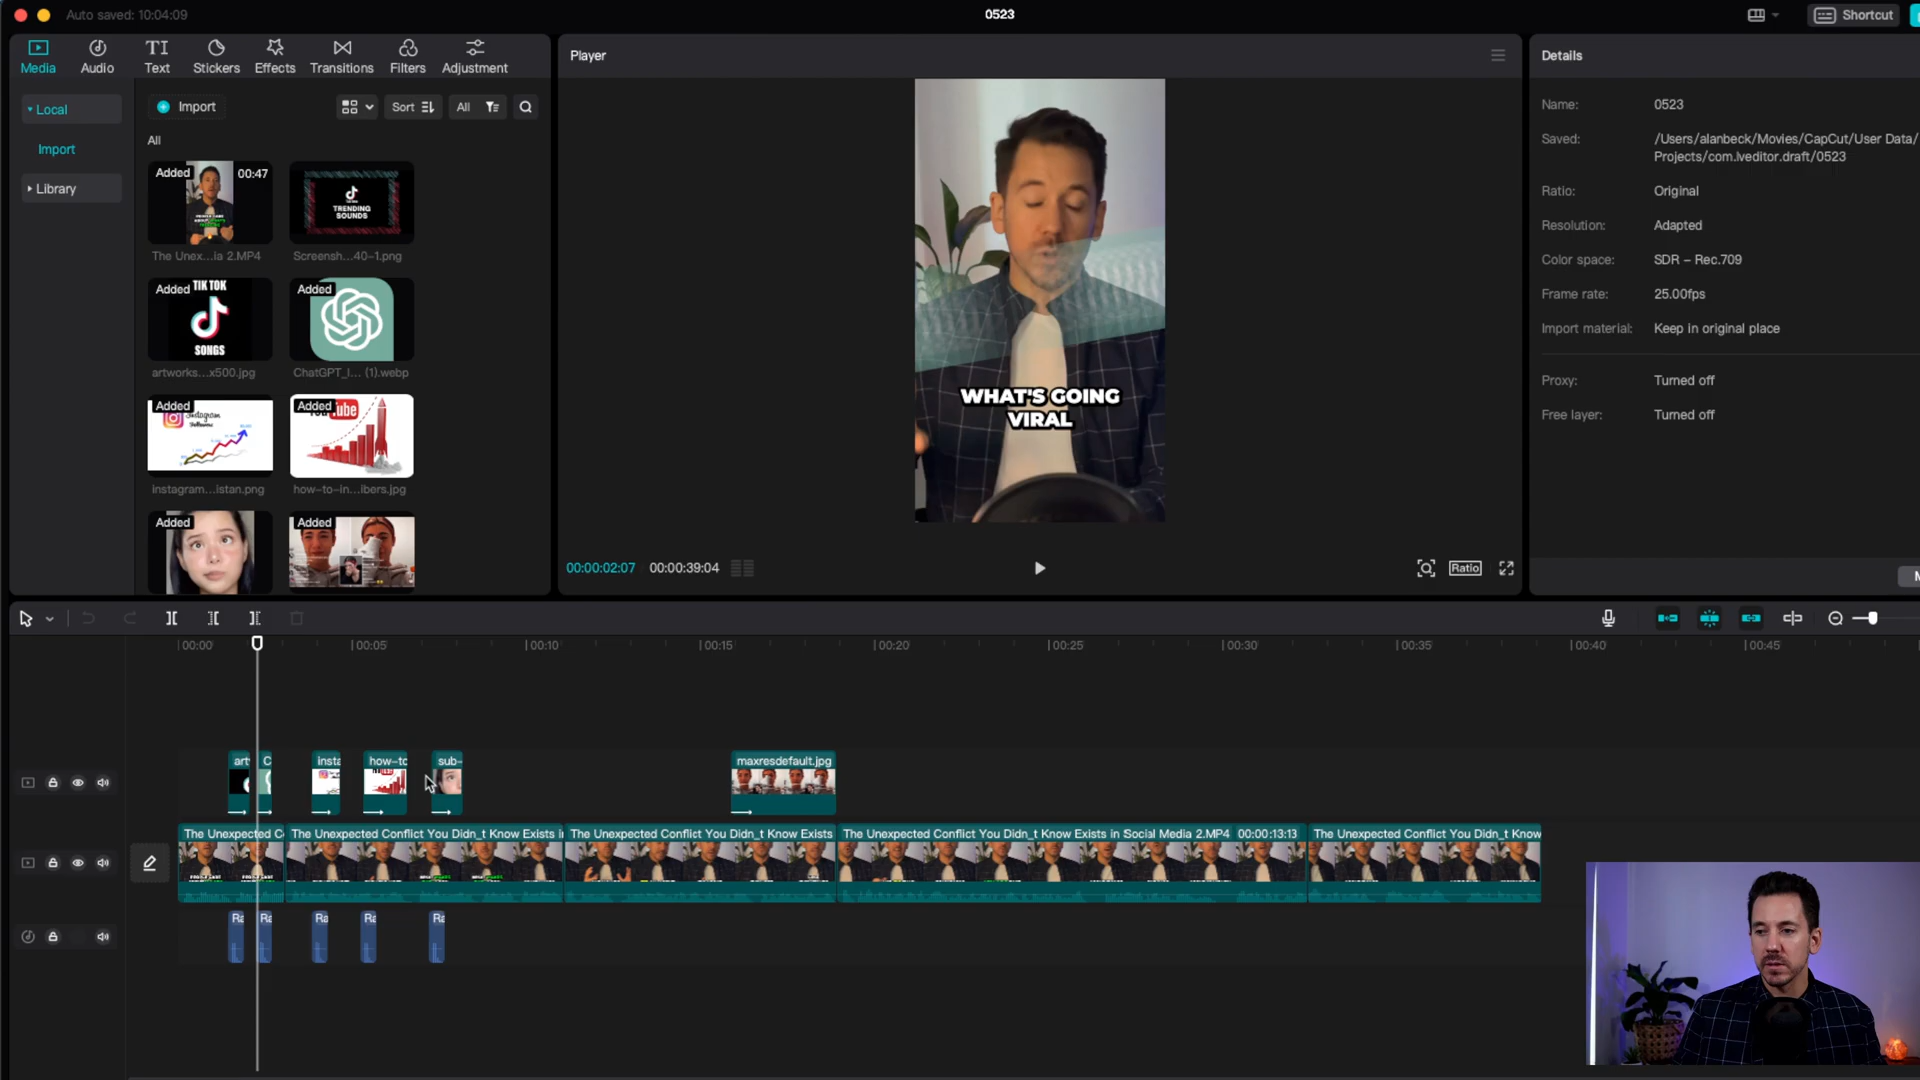 Auto saved: 10:04:09
0523
Shortcut
Media
Audio
TI
Text
Stickers
Effects
Transitions
Filters
Adjustment
Local
Import
Library
Import
Sort
All
All
Added
00:47
The Unex...ia 2.MP4
TRENDING
SOUNDS
Screensh...40-1.png
Added
TIK TOK
SONGS
artworks...x500.jpg
Added
ChatGPT_I... (1).webp
Added
Instagram
Followers
instagram...istan.png
Added
how-to-in...ibers.jpg
Added
Added
Player
WHAT'S GOING
VIRAL
00:00:02:07
00:00:39:04
Ratio
Details
Name:
0523
Saved:
/Users/alanbeck/Movies/CapCut/User Data/
Projects/com.lveditor.draft/0523
Ratio:
Original
Resolution:
Adapted
Color space:
SDR – Rec.709
Frame rate:
25.00fps
Import material:
Keep in original place
Proxy:
Turned off
Free layer:
Turned off
00:00
00:05
00:10
00:15
00:20
00:25
00:30
00:35
00:40
00:45
art
C
insta
how-to
sub-
maxresdefault.jpg
The Unexpected C
The Unexpected Conflict You Didn_t Know Exists i
The Unexpected Conflict You Didn_t Know Exists
The Unexpected Conflict You Didn_t Know Exists in Social Media 2.MP4
00:00:13:13
The Unexpected Conflict You Didn_t Know
Ra
Ra
Ra
Ra
Ra